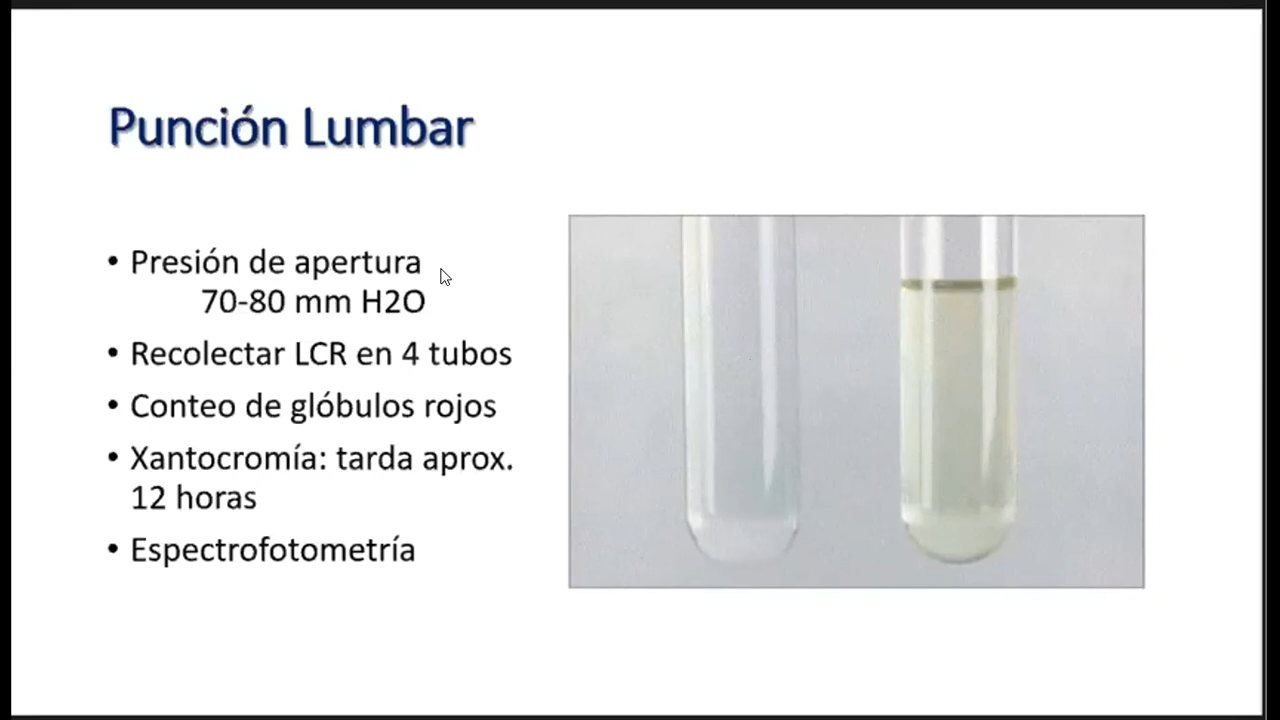 Punción Lumbar
• Presión de apertura
70-80 mm H2O
• Recolectar LCR en 4 tubos
• Conteo de glóbulos rojos
• Xantocromía: tarda aprox.
12 horas
• Espectrofotometría